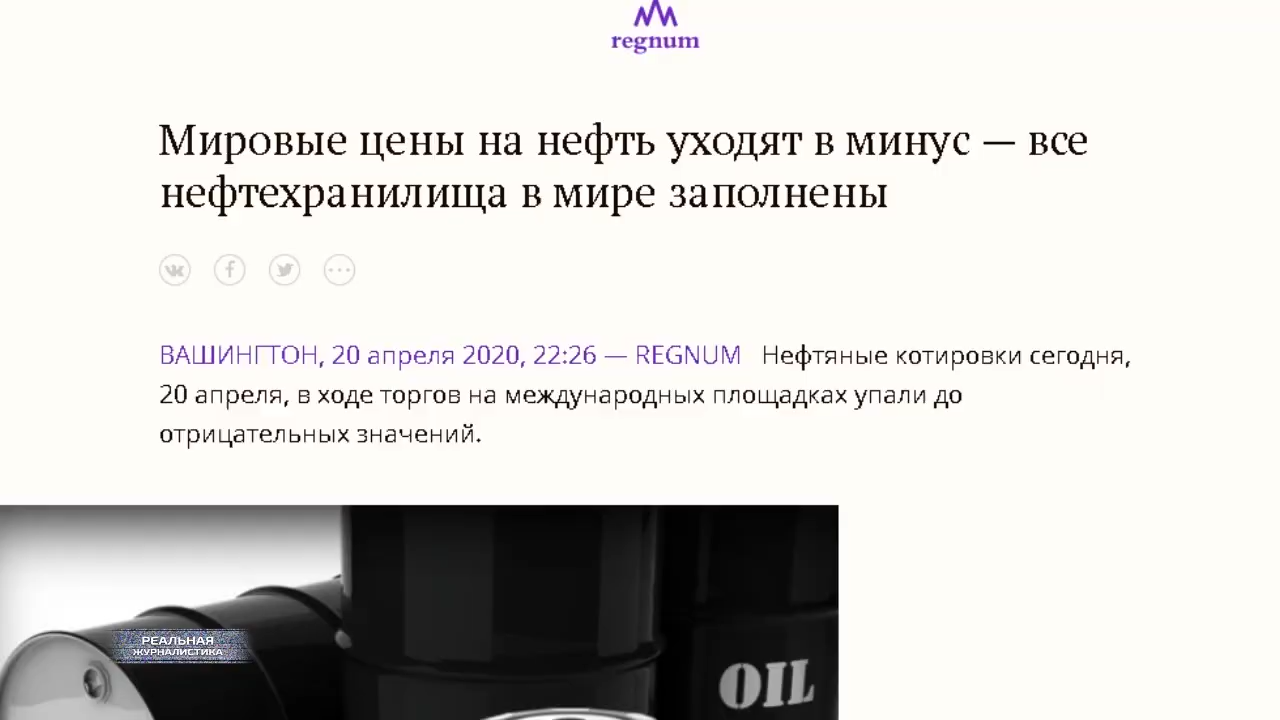 regnum
Мировые цены на нефть уходят в минус — все
нефтехранилища в мире заполнены
ВАШИНГТОН, 20 апреля 2020, 22:26 — REGNUM Нефтяные котировки сегодня,
20 апреля, в ходе торгов на международных площадках упали до
отрицательных значений.
РЕАЛЬНАЯ
ЖУРНАЛИСТИКА
OIL